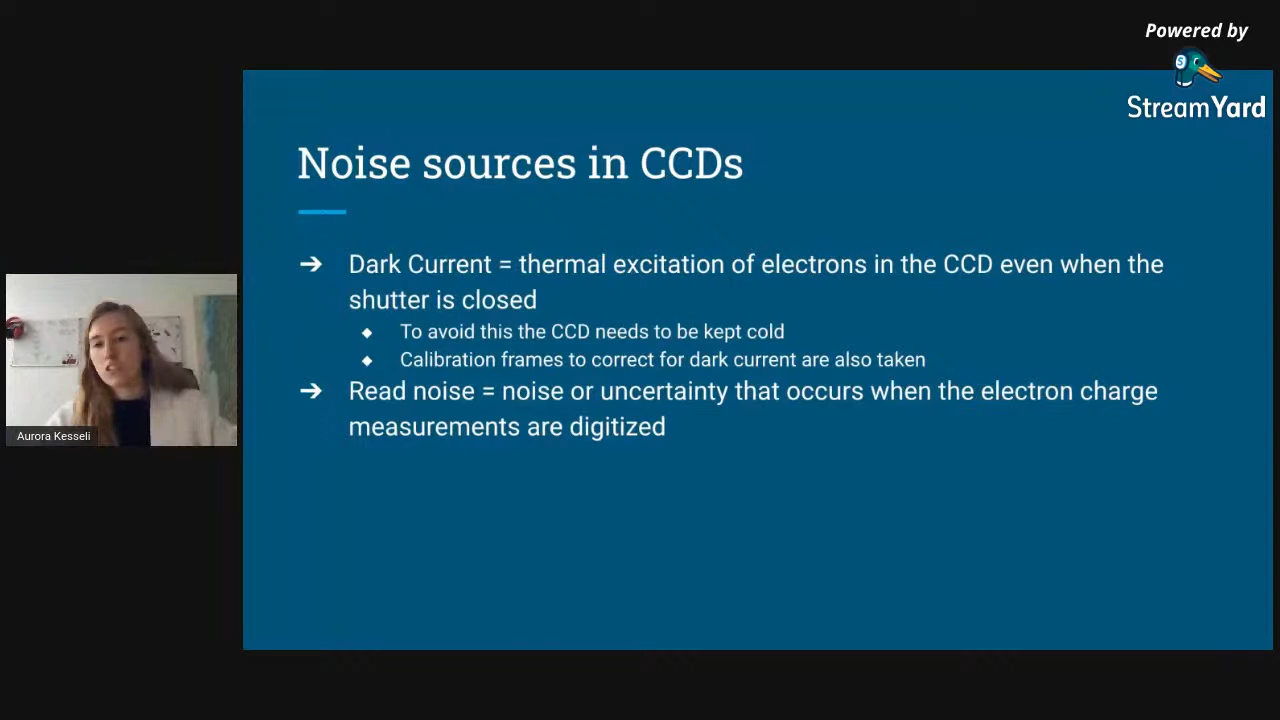 Powered by
StreamYard
Noise sources in CCDs
➔ Dark Current = thermal excitation of electrons in the CCD even when the
shutter is closed
◆ To avoid this the CCD needs to be kept cold
◆ Calibration frames to correct for dark current are also taken
➔ Read noise = noise or uncertainty that occurs when the electron charge
measurements are digitized
Aurora Kesseli